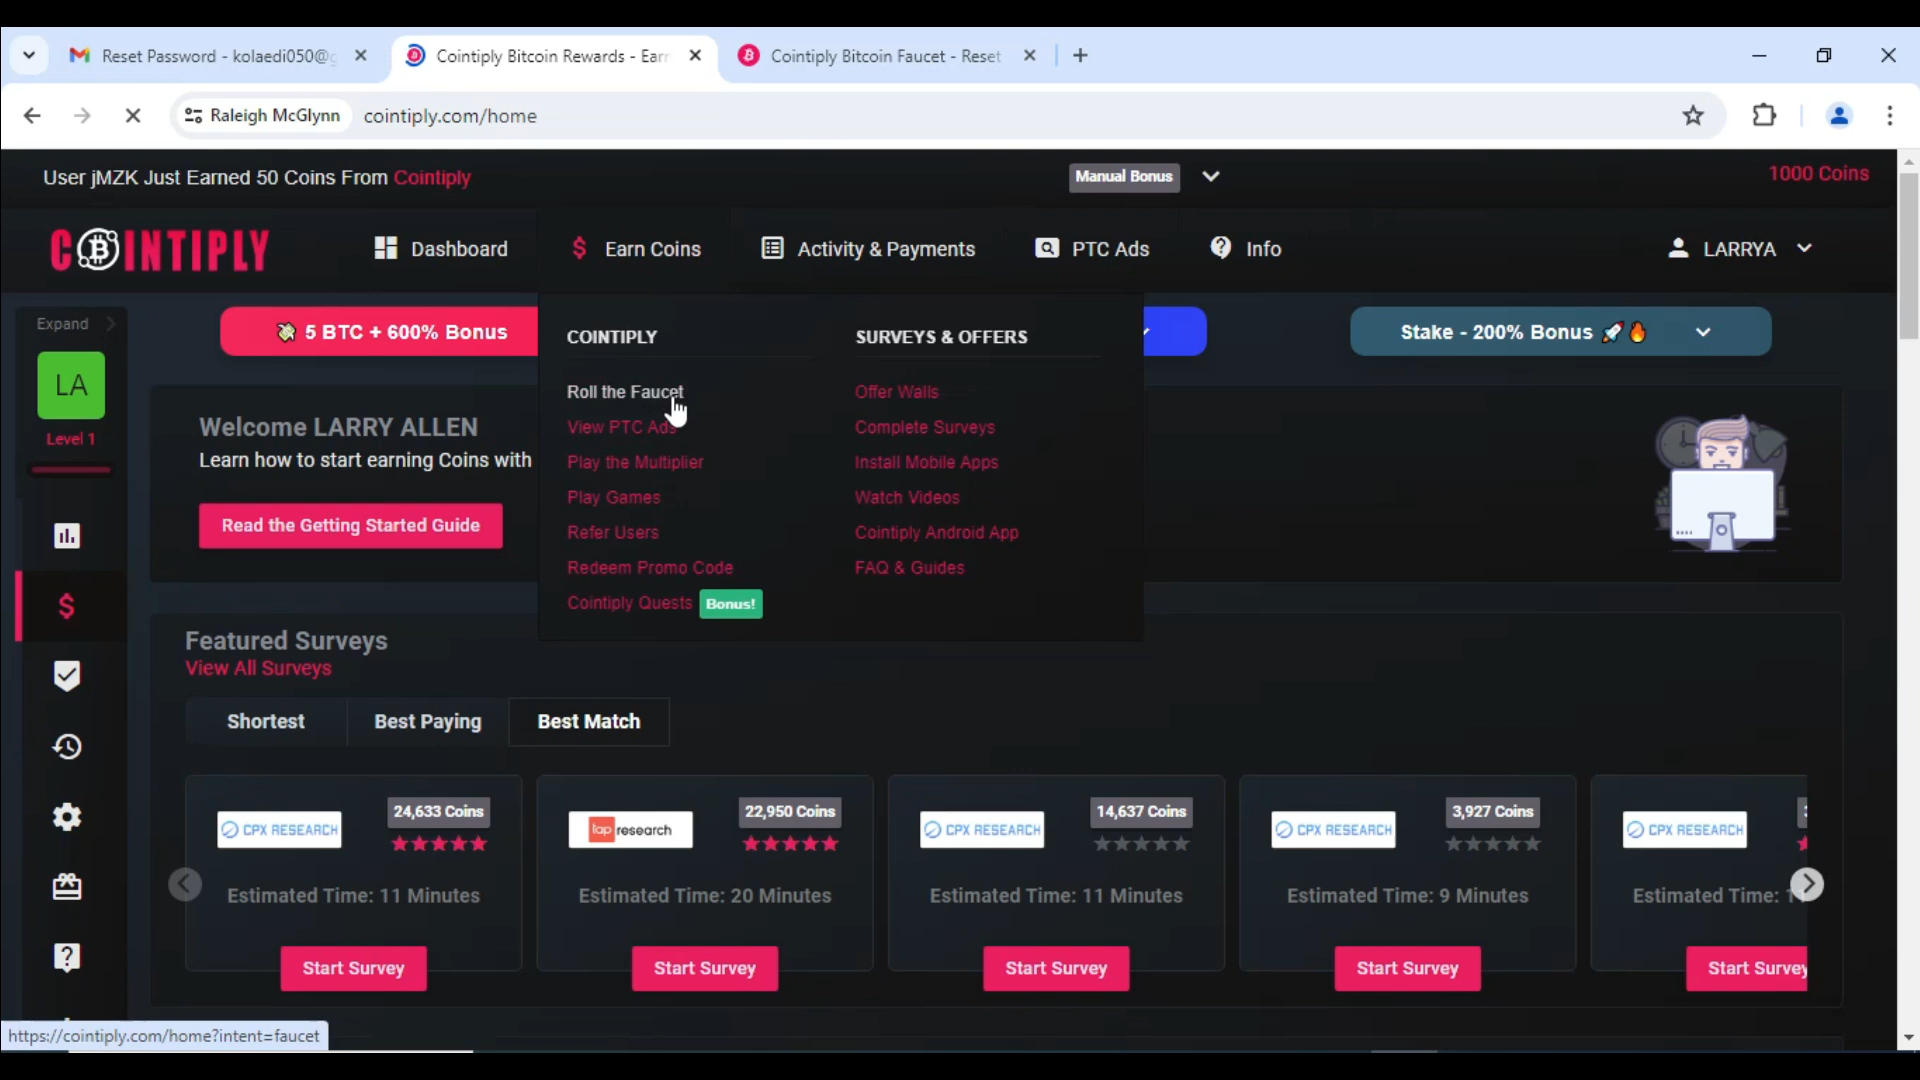 Reset Password - kolaedi050@g
Cointiply Bitcoin Rewards - Earn
Cointiply Bitcoin Faucet - Reset
Raleigh McGlynn
cointiply.com/home
User jMZK Just Earned 50 Coins From Cointiply
Manual Bonus
1000 Coins
COINTIPLY
Dashboard
$ Earn Coins
Activity & Payments
PTC Ads
Info
LARRYA
Expand
LA
Level 1
5 BTC + 600% Bonus
Stake - 200% Bonus
COINTIPLY
Roll the Faucet
View PTC Ads
Play the Multiplier
Play Games
Refer Users
Redeem Promo Code
Cointiply Quests Bonus!
SURVEYS & OFFERS
Offer Walls
Complete Surveys
Install Mobile Apps
Watch Videos
Cointiply Android App
FAQ & Guides
Welcome LARRY ALLEN
Learn how to start earning Coins with
Read the Getting Started Guide
Featured Surveys
View All Surveys
Shortest
Best Paying
Best Match
CPX RESEARCH
24,633 Coins
Estimated Time: 11 Minutes
Start Survey
tap research
22,950 Coins
Estimated Time: 20 Minutes
Start Survey
CPX RESEARCH
14,637 Coins
Estimated Time: 11 Minutes
Start Survey
CPX RESEARCH
3,927 Coins
Estimated Time: 9 Minutes
Start Survey
CPX RESEARCH
Estimated Time: 1
Start Survey
https://cointiply.com/home?intent=faucet